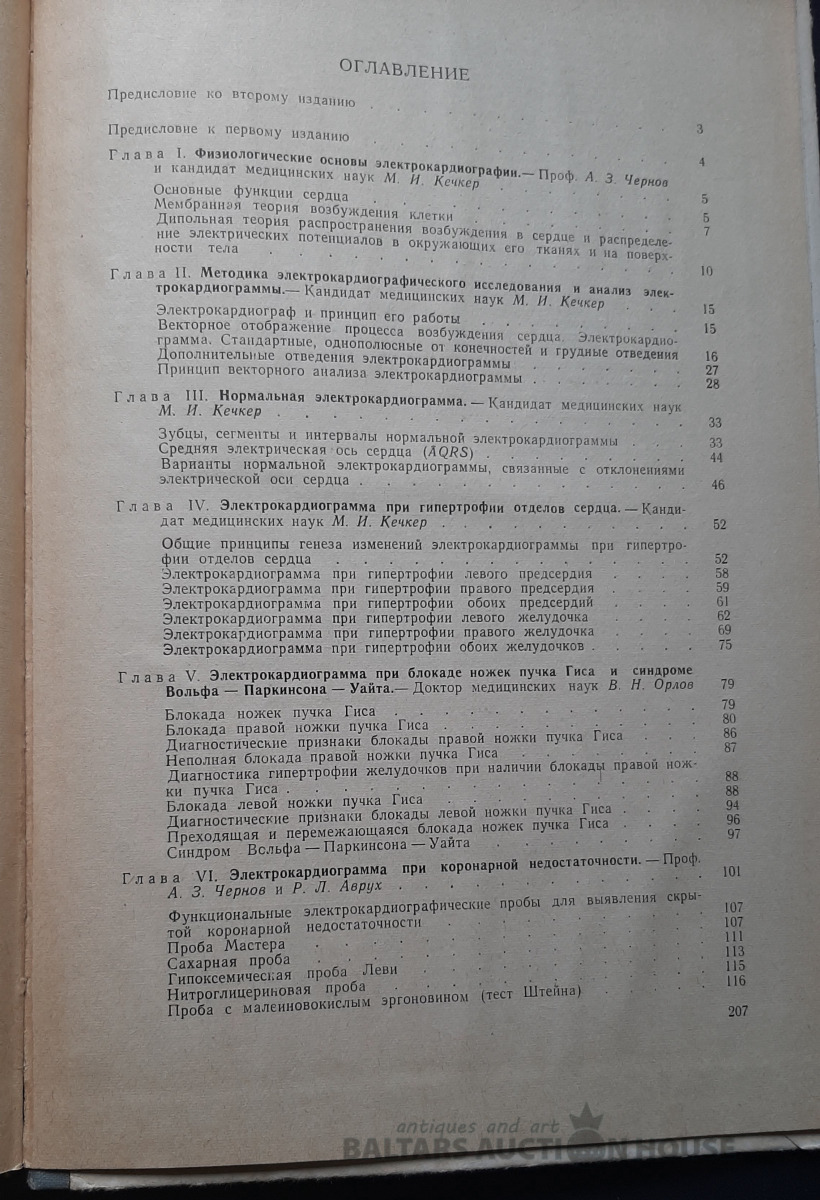 ОГЛАВЛЕНИЕ
Предисловие ко второму изданию . . . . . . . . . . 3
Предисловие к первому изданию . . . . . . . . . . 4
Глава I. Физиологические основы электрокардиографии.— Проф. А. З. Чернов
и кандидат медицинских наук М. И. Кечкер . . . . . . 5
Основные функции сердца . . . . . . . . . . 5
Мембранная теория возбуждения клетки . . . . . . . 7
Дипольная теория распространения возбуждения в сердце и распределе-
ние электрических потенциалов в окружающих его тканях и на поверх-
ности тела . . . . . . . . . . . . 10
Глава II. Методика электрокардиографического исследования и анализ элек-
трокардиограммы.— Кандидат медицинских наук М. И. Кечкер . . . 15
Электрокардиограф и принцип его работы . . . . . . . 15
Векторное отображение процесса возбуждения сердца. Электрокардио-
грамма. Стандартные, однополюсные от конечностей и грудные отведения 16
Дополнительные отведения электрокардиограммы . . . . . . 27
Принцип векторного анализа электрокардиограммы . . . . . . 28
Глава III. Нормальная электрокардиограмма. — Кандидат медицинских наук
М. И. Кечкер . . . . . . . . . . . . 33
Зубцы, сегменты и интервалы нормальной электрокардиограммы . . . 33
Средняя электрическая ось сердца (ÂQRS) . . . . . . . 44
Варианты нормальной электрокардиограммы, связанные с отклонениями
электрической оси сердца . . . . . . . . . . 46
Глава IV. Электрокардиограмма при гипертрофии отделов сердца. — Канди-
дат медицинских наук М. И. Кечкер . . . . . . . . 52
Общие принципы генеза изменений электрокардиограммы при гипертро-
фии отделов сердца . . . . . . . . . . . 52
Электрокардиограмма при гипертрофии левого предсердия . . . . 58
Электрокардиограмма при гипертрофии правого предсердия . . . . 59
Электрокардиограмма при гипертрофии обоих предсердий . . . . 61
Электрокардиограмма при гипертрофии левого желудочка . . . . 62
Электрокардиограмма при гипертрофии правого желудочка . . . . 69
Электрокардиограмма при гипертрофии обоих желудочков . . . . 75
Глава V. Электрокардиограмма при блокаде ножек пучка Гиса и синдроме
Вольфа — Паркинсона — Уайта.— Доктор медицинских наук В. Н. Орлов 79
Блокада ножек пучка Гиса . . . . . . . . . . 79
Блокада правой ножки пучка Гиса . . . . . . . . 80
Диагностические признаки блокады правой ножки пучка Гиса . . . 86
Неполная блокада правой ножки пучка Гиса . . . . . . 87
Диагностика гипертрофии желудочков при наличии блокады правой нож-
ки пучка Гиса . . . . . . . . . . . . 88
Блокада левой ножки пучка Гиса . . . . . . . . 88
Диагностические признаки блокады левой ножки пучка Гиса . . . . 94
Преходящая и перемежающаяся блокада ножек пучка Гиса . . . . 96
Синдром Вольфа — Паркинсона — Уайта . . . . . . . 97
Глава VI. Электрокардиограмма при коронарной недостаточности. — Проф.
А. З. Чернов и Р. Л. Аврух . . . . . . . . . 101
Функциональные электрокардиографические пробы для выявления скры-
той коронарной недостаточности . . . . . . . . 107
Проба Мастера . . . . . . . . . . . . 107
Сахарная проба . . . . . . . . . . . . 111
Гипоксемическая проба Леви . . . . . . . . . 113
Нитроглицериновая проба . . . . . . . . . . 115
Проба с малеиновокислым эргоновином (тест Штейна) . . . . . 116
207
antiques and art
BALTARS AUCTION HOUSE